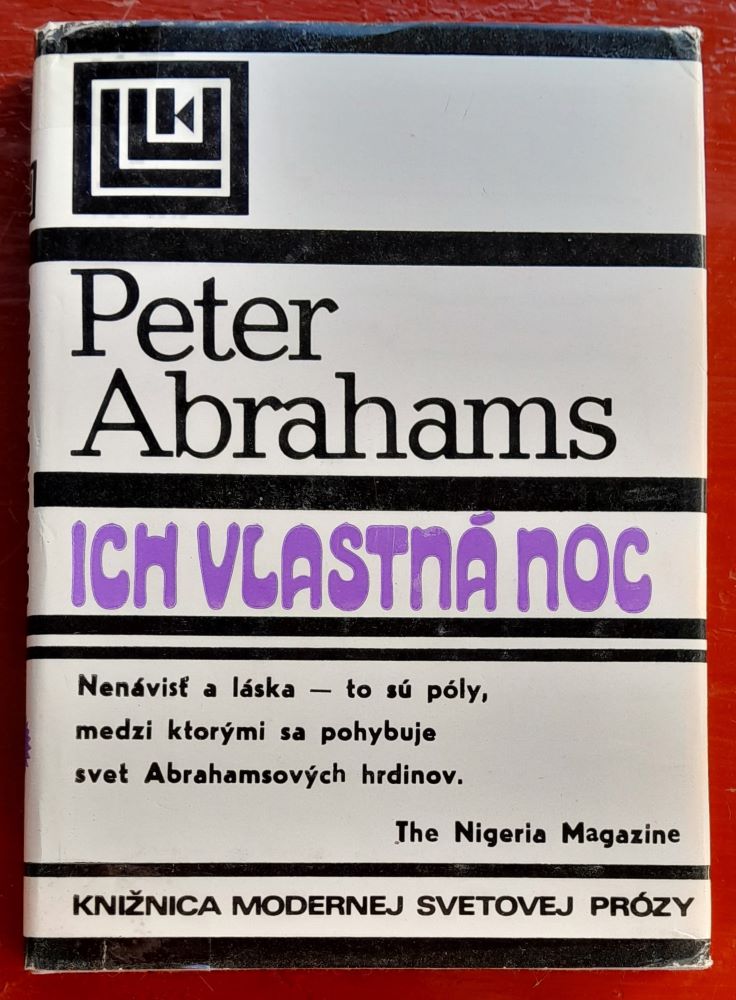 Peter
Abrahams
ICH VLASTNÁ NOC
Nenávisť a láska — to sú póly,
medzi ktorými sa pohybuje
svet Abrahamsových hrdinov.
The Nigeria Magazine
KNIŽNICA MODERNEJ SVETOVEJ PRÓZY